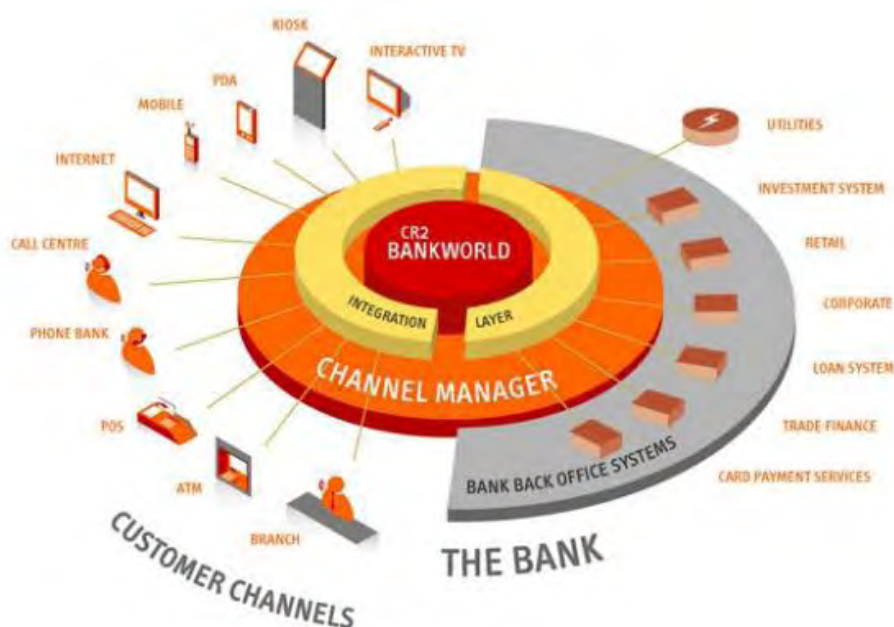 KIOSK
INTERACTIVE TV
PDA
MOBILE
INTERNET
CALL CENTRE
PHONE BANK
POS
ATM
BRANCH
CUSTOMER CHANNELS
CR2
BANKWORLD
INTEGRATION
LAYER
CHANNEL MANAGER
UTILITIES
INVESTMENT SYSTEM
RETAIL
CORPORATE
LOAN SYSTEM
TRADE FINANCE
CARD PAYMENT SERVICES
BANK BACK OFFICE SYSTEMS
THE BANK